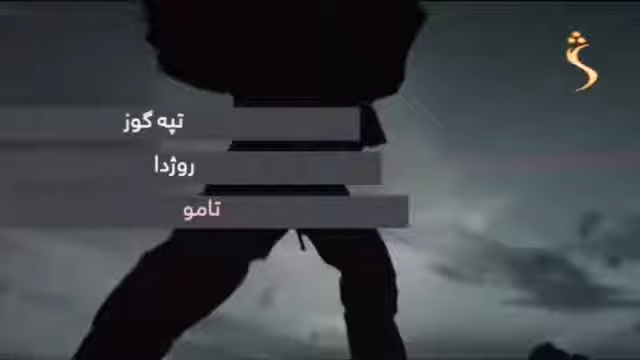 تپه گوز
روژدا
تامو